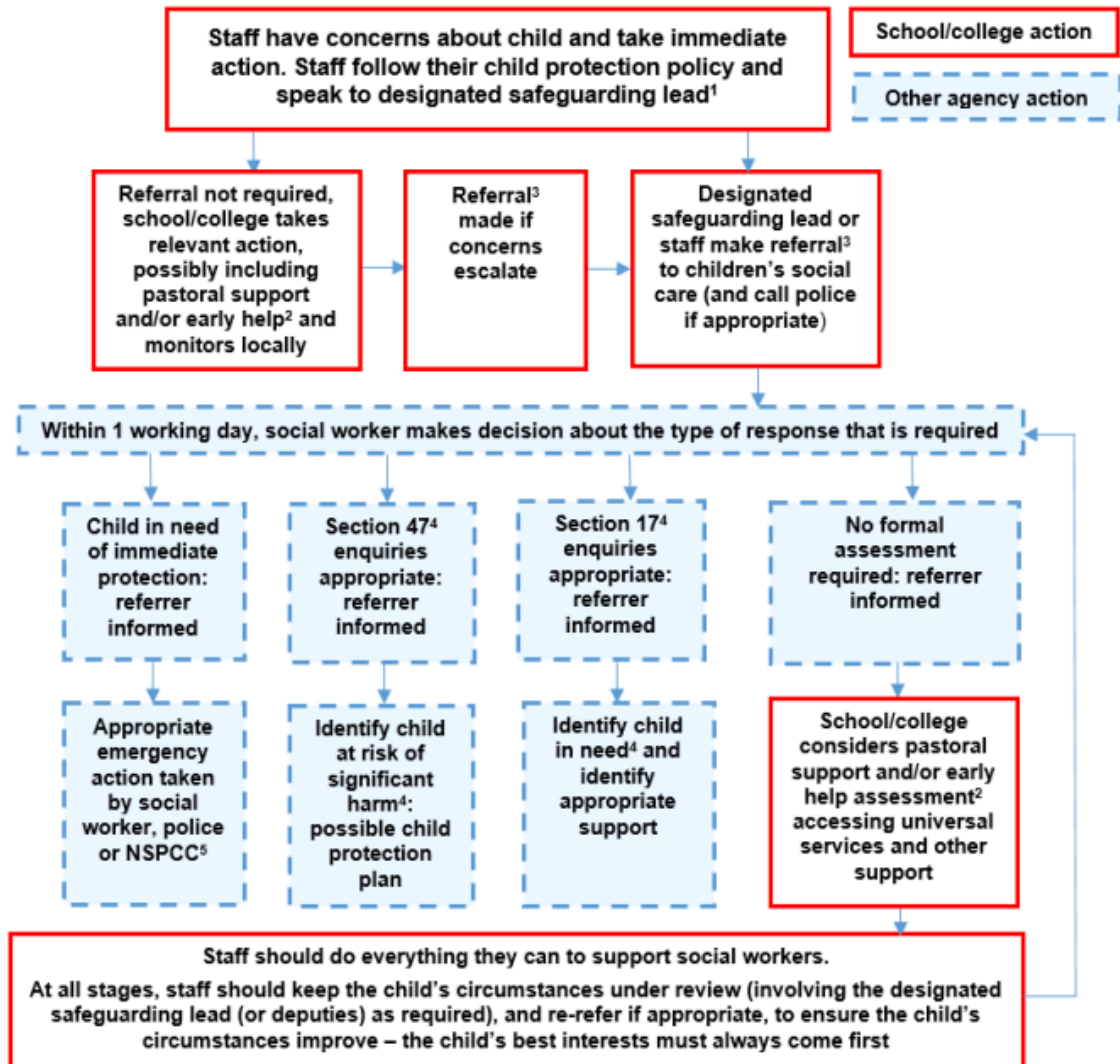 Staff have concerns about child and take immediate
action. Staff follow their child protection policy and
speak to designated safeguarding lead¹
School/college action
Other agency action
Referral not required,
school/college takes
relevant action,
possibly including
pastoral support
and/or early help² and
monitors locally
Referral³
made if
concerns
escalate
Designated
safeguarding lead or
staff make referral³
to children’s social
care (and call police
if appropriate)
Within 1 working day, social worker makes decision about the type of response that is required
Child in need
of immediate
protection:
referrer
informed
Section 47⁴
enquiries
appropriate:
referrer
informed
Section 17⁴
enquiries
appropriate:
referrer
informed
No formal
assessment
required: referrer
informed
Appropriate
emergency
action taken
by social
worker, police
or NSPCC⁵
Identify child
at risk of
significant
harm⁴:
possible child
protection
plan
Identify child
in need⁴ and
identify
appropriate
support
School/college
considers pastoral
support and/or early
help assessment²
accessing universal
services and other
support
Staff should do everything they can to support social workers.
At all stages, staff should keep the child’s circumstances under review (involving the designated
safeguarding lead (or deputies) as required), and re-refer if appropriate, to ensure the child’s
circumstances improve – the child’s best interests must always come first